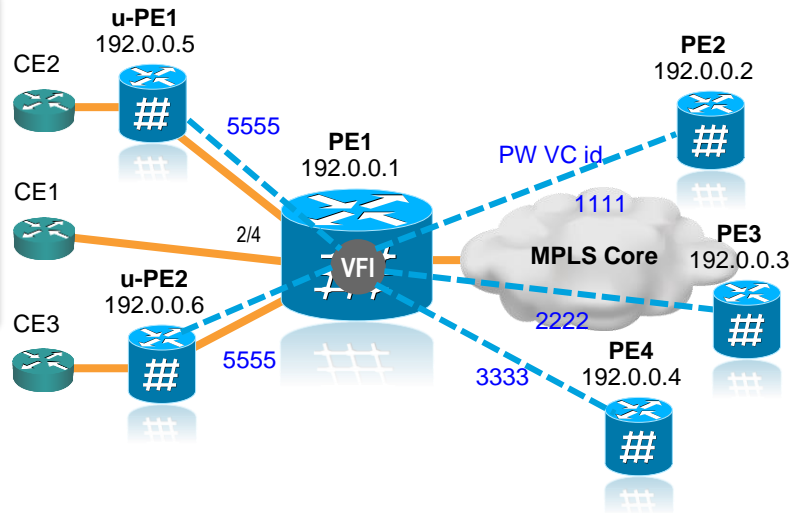 u-PE1
192.0.0.5
CE2
5555
PE1
192.0.0.1
PE2
192.0.0.2
PW VC id
1111
CE1
2/4
VFI
MPLS Core
PE3
192.0.0.3
u-PE2
192.0.0.6
2222
CE3
5555
3333
PE4
192.0.0.4